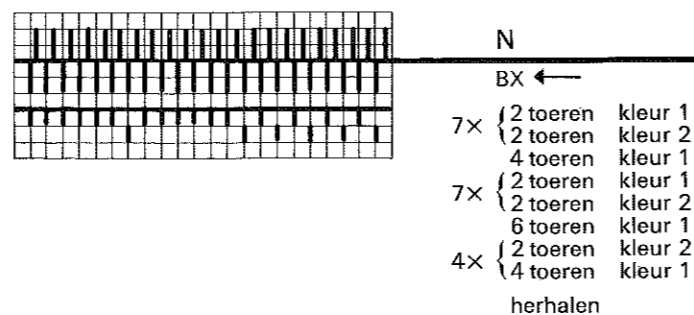 N
BX ←
7× { 2 toeren kleur 1
2 toeren kleur 2
4 toeren kleur 1
7× { 2 toeren kleur 1
2 toeren kleur 2
6 toeren kleur 1
4× { 2 toeren kleur 2
4 toeren kleur 1
herhalen